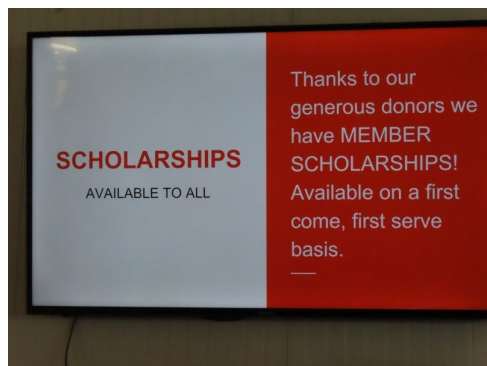 SCHOLARSHIPS
AVAILABLE TO ALL
Thanks to our
generous donors we
have MEMBER
SCHOLARSHIPS!
Available on a first
come, first serve
basis.